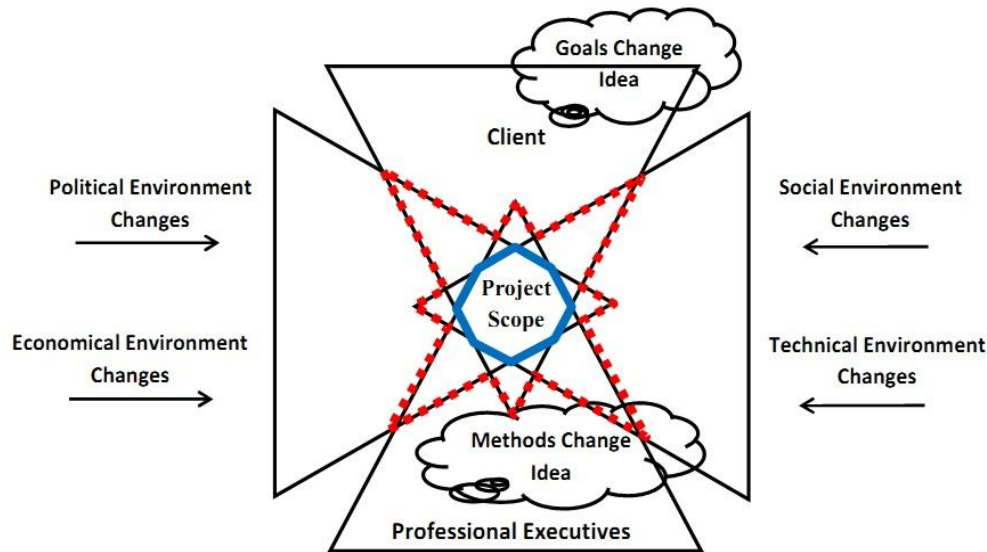 Goals Change
Idea
Client
Political Environment
Changes
Social Environment
Changes
Project
Scope
Economical Environment
Changes
Technical Environment
Changes
Methods Change
Idea
Professional Executives